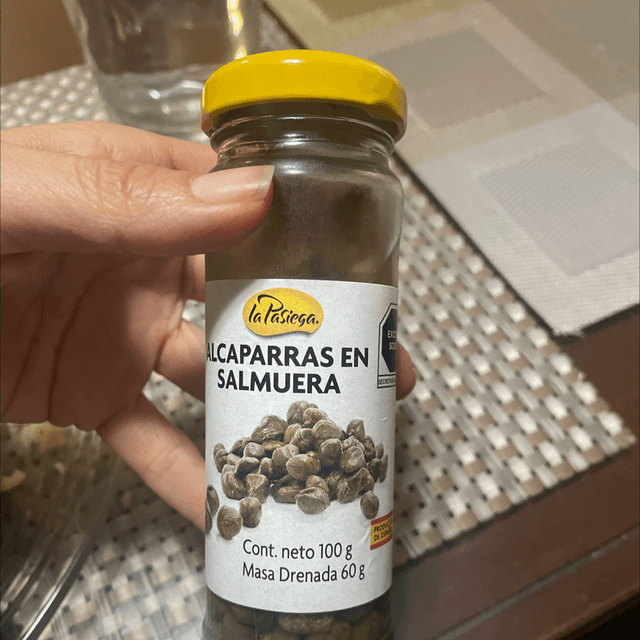 la Pasiega.
ALCAPARRAS EN
SALMUERA
Cont. neto 100 g
Masa Drenada 60 g